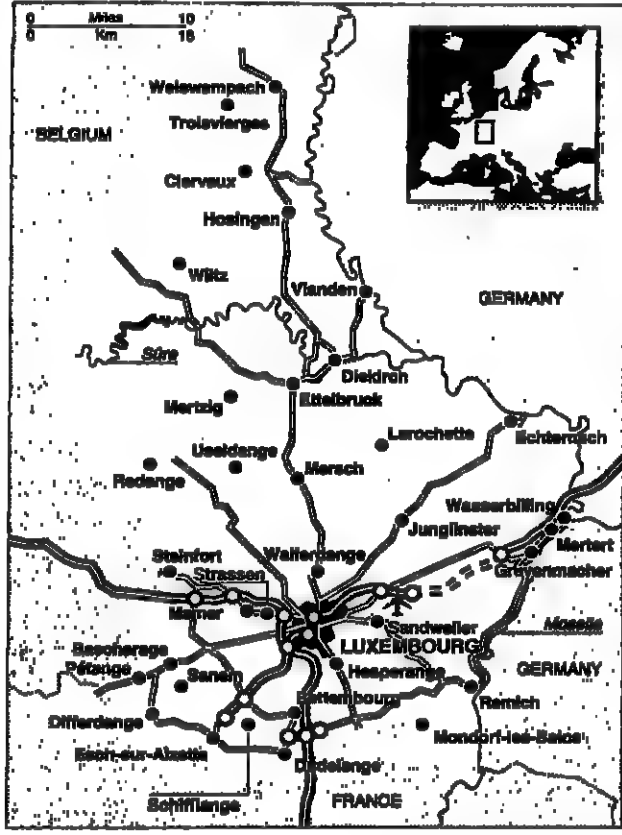 0 Miles 10
0 Km 16
Weiswampach
Troisvierges
BELGIUM
Clervaux
Hosingen
Wiltz
Vianden
GERMANY
Sûre
Diekirch
Ettelbruck
Mertzig
Larochette
Echternach
Useldange
Redange
Mersch
Wasserbillig
Junglinster
Mertert
Steinfort
Walferdange
Grevenmacher
Strassen
Mamer
Moselle
Sandweiler
LUXEMBOURG
Bascharage
Pétange
Hesperange
GERMANY
Sanem
Bettembourg
Remich
Differdange
Mondorf-les-Bains
Esch-sur-Alzette
Dudelange
Schifflange
FRANCE